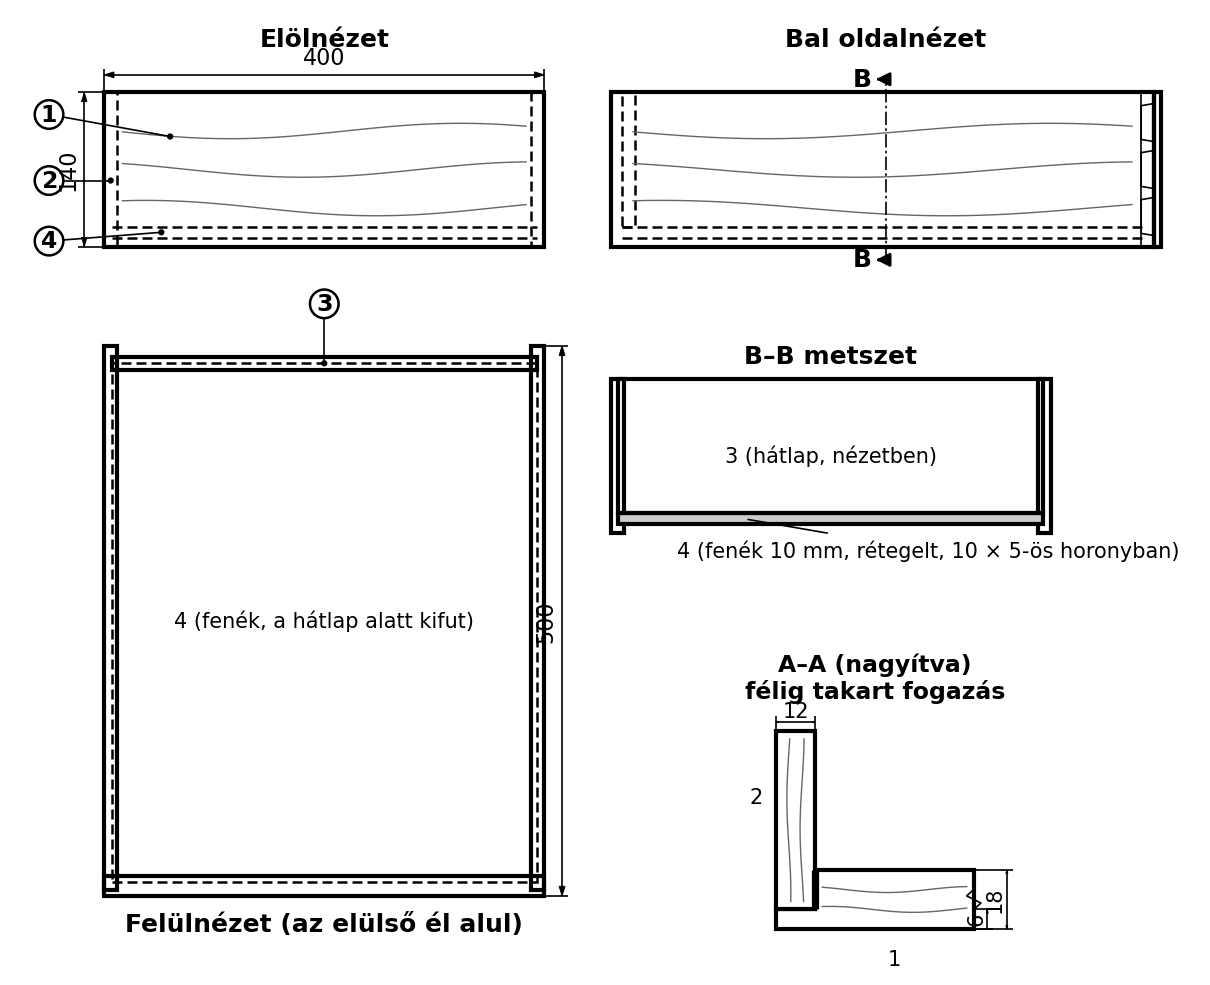 Elölnézet
400
Bal oldalnézet
B
1
140
2
4
B
3
B–B metszet
3 (hátlap, nézetben)
4 (fenék 10 mm, rétegelt, 10 × 5-ös horonyban)
500
4 (fenék, a hátlap alatt kifut)
A–A (nagyítva)
félig takart fogazás
12
2
18
6
Felülnézet (az elülső él alul)
1